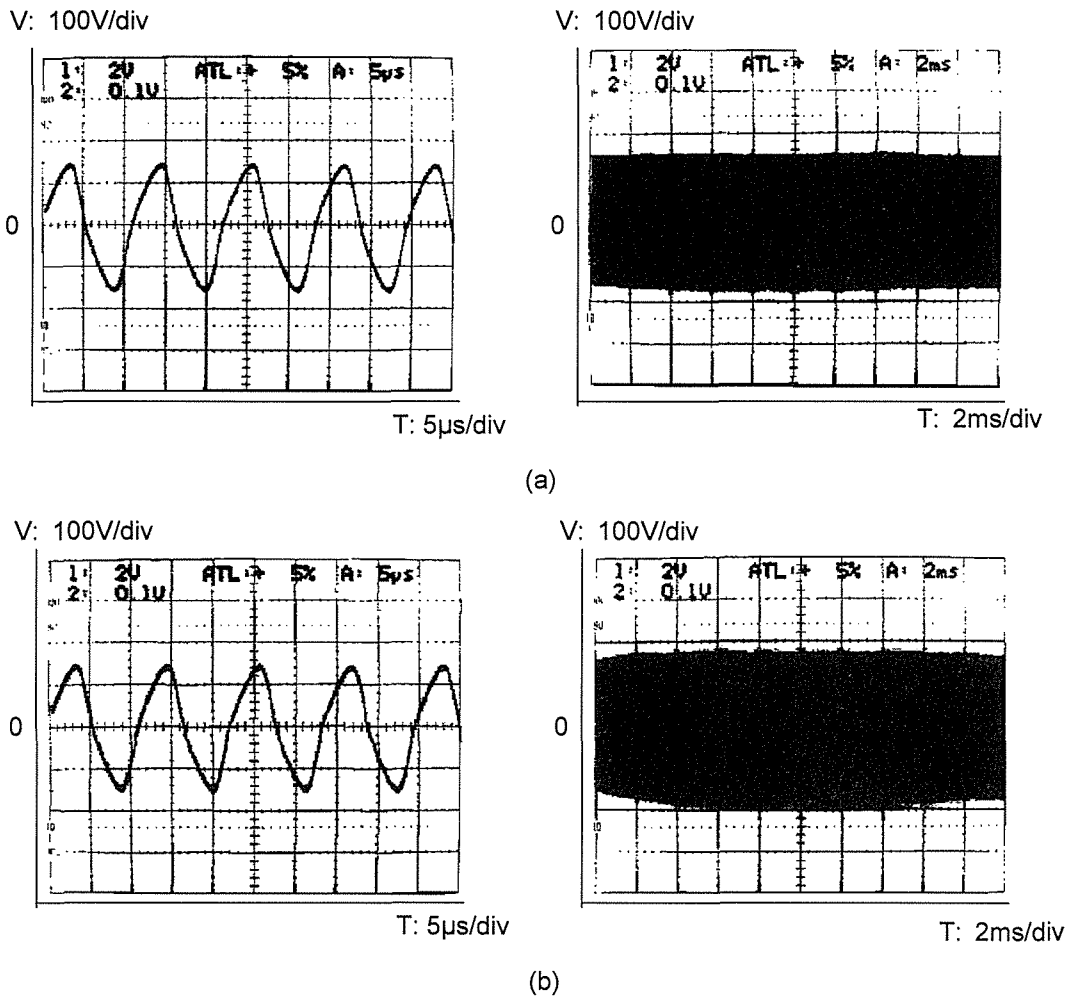 V: 100V/div
1: 2V ATL:+ 5% A: 5µs
2: 0.1V
0
T: 5µs/div
V: 100V/div
1: 2V ATL:+ 5% A: 2ms
2: 0.1V
0
T: 2ms/div
(a)
V: 100V/div
1: 2V ATL:+ 5% A: 5µs
2: 0.1V
0
T: 5µs/div
V: 100V/div
1: 2V ATL:+ 5% A: 2ms
2: 0.1V
0
T: 2ms/div
(b)